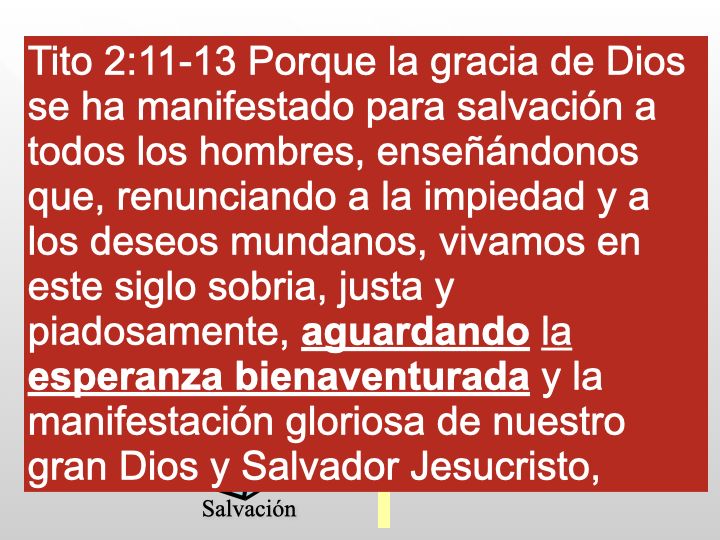 Tito 2:11-13 Porque la gracia de Dios
se ha manifestado para salvación a
todos los hombres, enseñándonos
que, renunciando a la impiedad y a
los deseos mundanos, vivamos en
este siglo sobria, justa y
piadosamente, aguardando la
esperanza bienaventurada y la
manifestación gloriosa de nuestro
gran Dios y Salvador Jesucristo,
Salvación